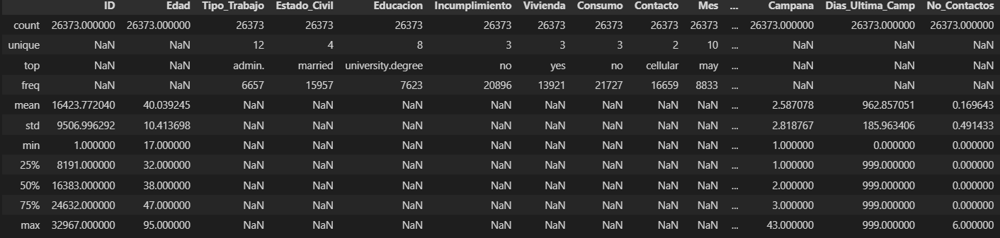 ID Edad Tipo_Trabajo Estado_Civil Educacion Incumplimiento Vivienda Consumo Contacto Mes ... Campana Dias_Ultima_Camp No_Contactos
count 26373.000000 26373.000000 26373 26373 26373 26373 26373 26373 26373 26373 ... 26373.000000 26373.000000 26373.000000
unique NaN NaN 12 4 8 3 3 3 2 10 ... NaN NaN NaN
top NaN NaN admin. married university.degree no yes no cellular may ... NaN NaN NaN
freq NaN NaN 6657 15957 7623 20896 13921 21727 16659 8833 ... NaN NaN NaN
mean 16423.772040 40.039245 NaN NaN NaN NaN NaN NaN NaN NaN ... 2.587078 962.857051 0.169643
std 9506.996292 10.413698 NaN NaN NaN NaN NaN NaN NaN NaN ... 2.818767 185.963406 0.491433
min 1.000000 17.000000 NaN NaN NaN NaN NaN NaN NaN NaN ... 1.000000 0.000000 0.000000
25% 8191.000000 32.000000 NaN NaN NaN NaN NaN NaN NaN NaN ... 1.000000 999.000000 0.000000
50% 16383.000000 38.000000 NaN NaN NaN NaN NaN NaN NaN NaN ... 2.000000 999.000000 0.000000
75% 24632.000000 47.000000 NaN NaN NaN NaN NaN NaN NaN NaN ... 3.000000 999.000000 0.000000
max 32967.000000 95.000000 NaN NaN NaN NaN NaN NaN NaN NaN ... 43.000000 999.000000 6.000000